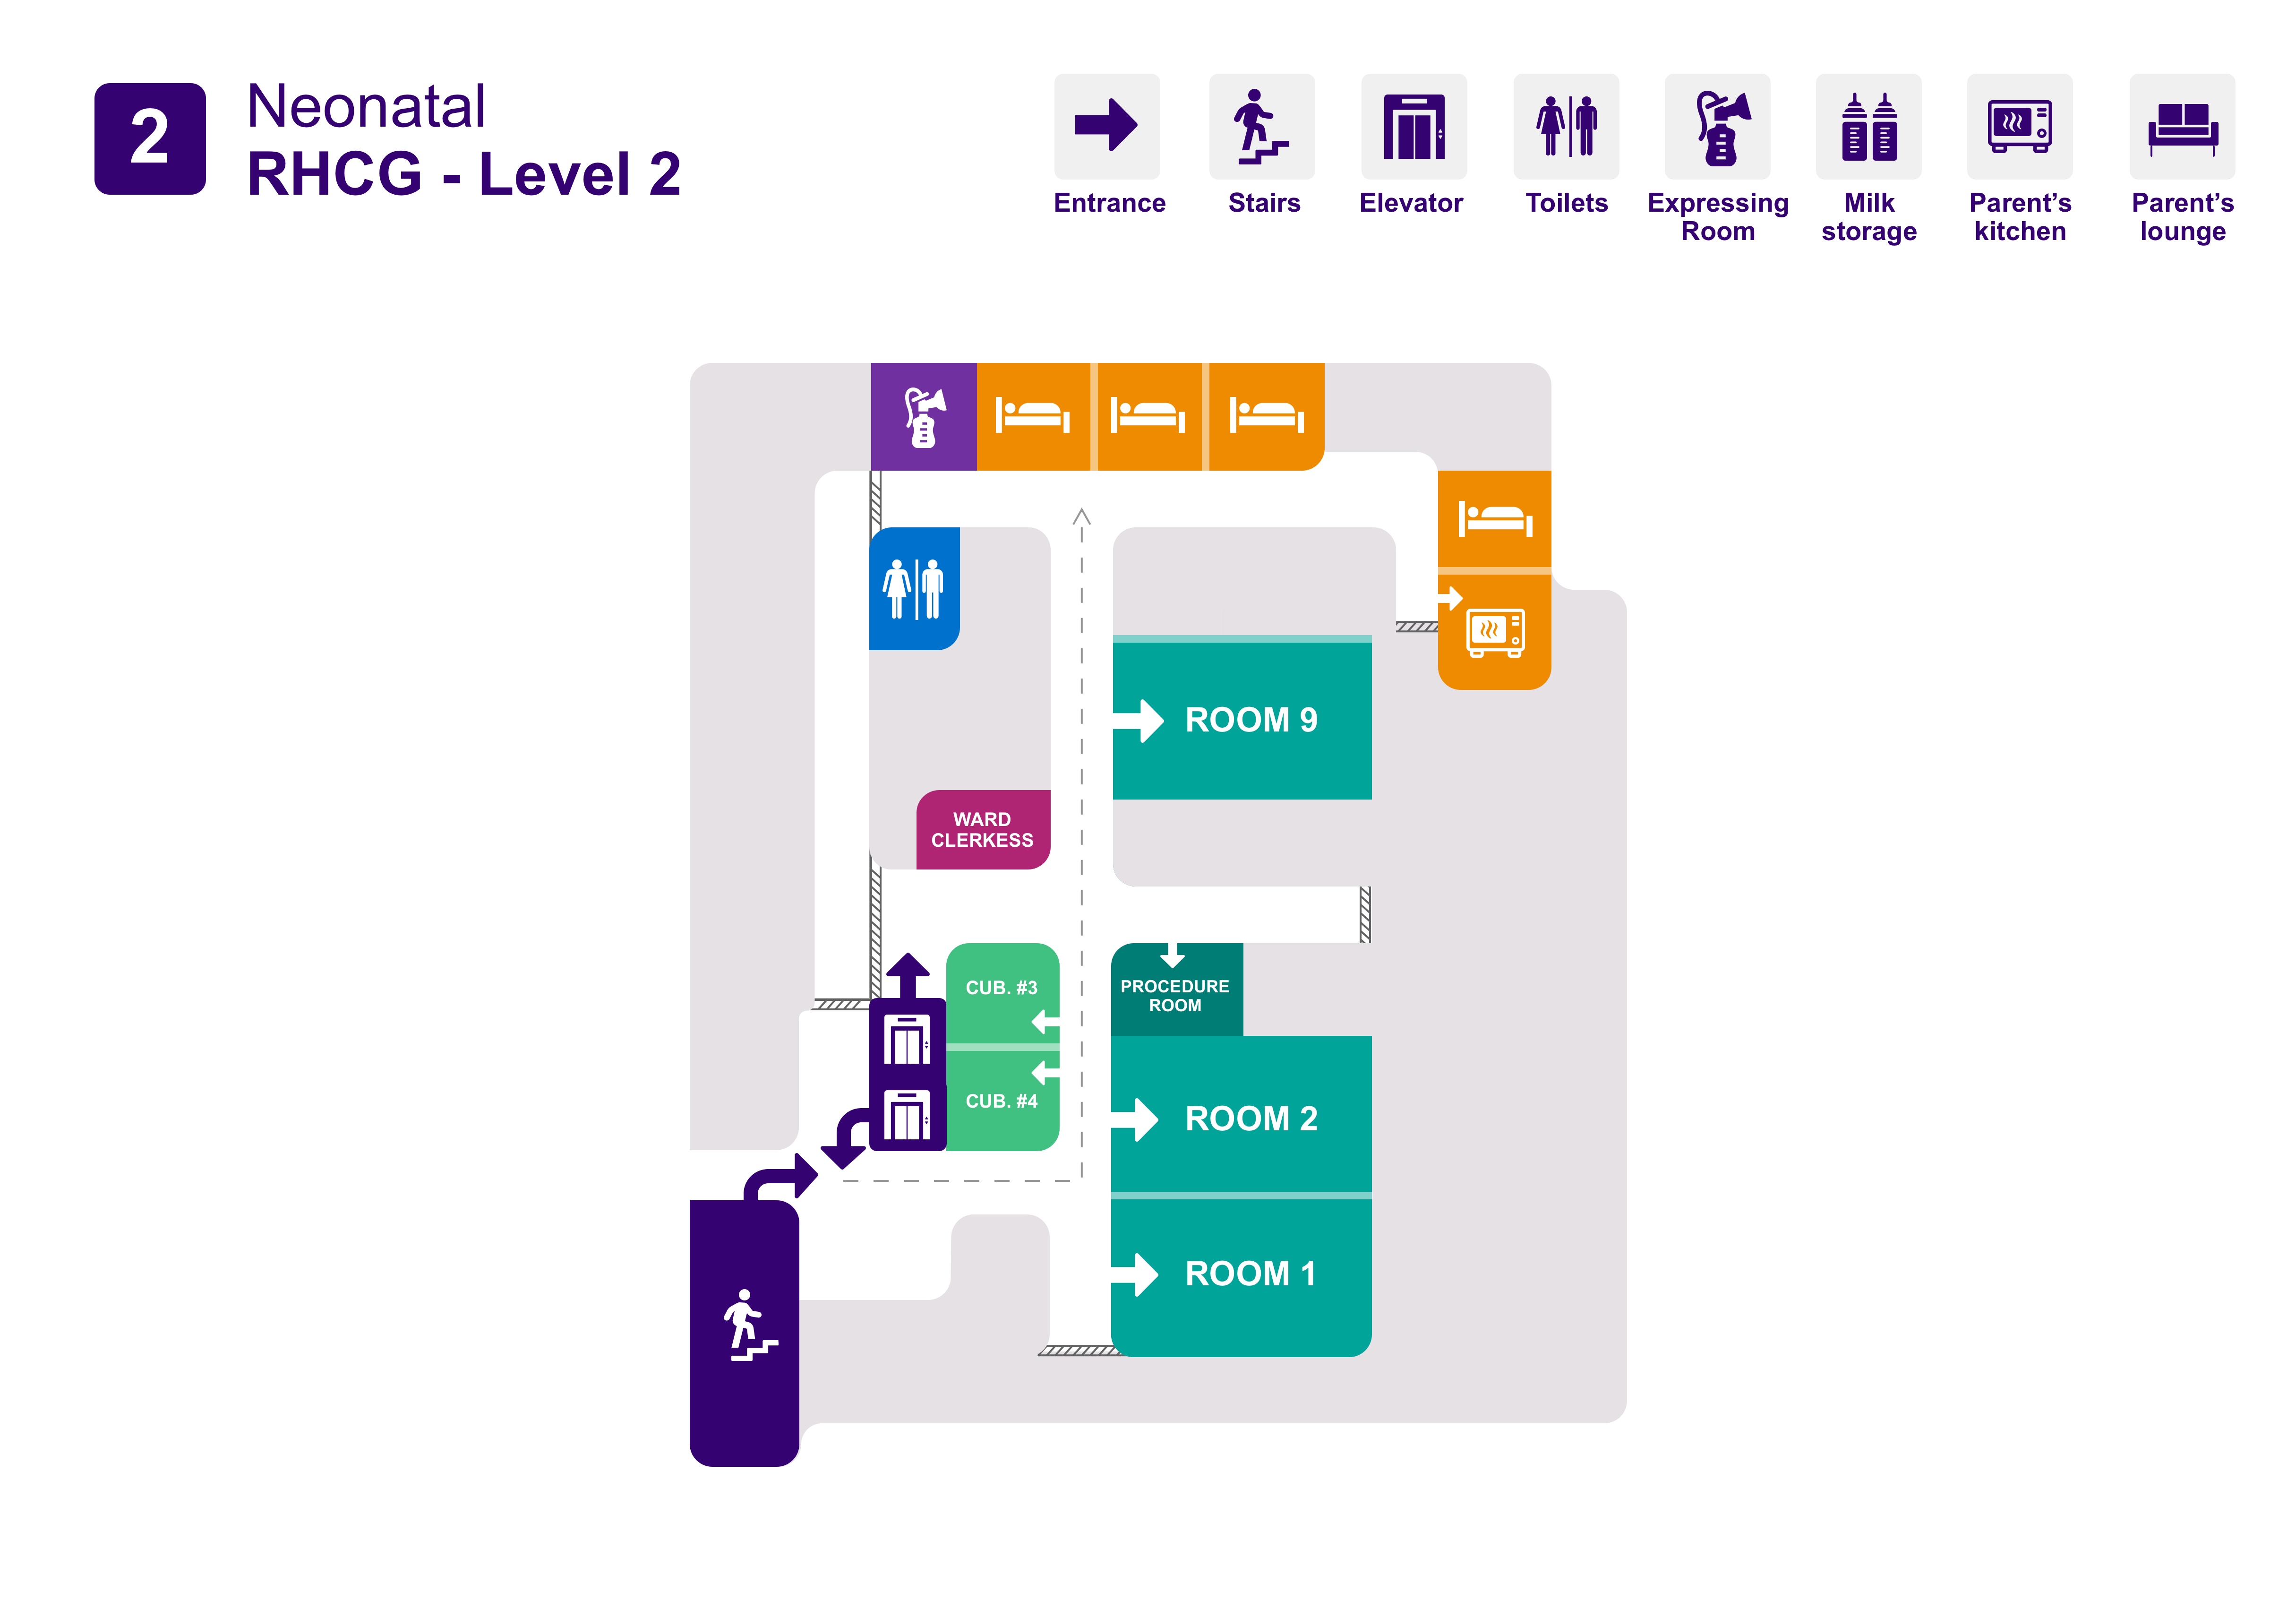 2
Neonatal
RHCG - Level 2
Entrance
Stairs
Elevator
Toilets
Expressing
Room
Milk
storage
Parent’s
kitchen
Parent’s
lounge
ROOM 9
WARD
CLERKESS
CUB. #3
PROCEDURE
ROOM
CUB. #4
ROOM 2
ROOM 1